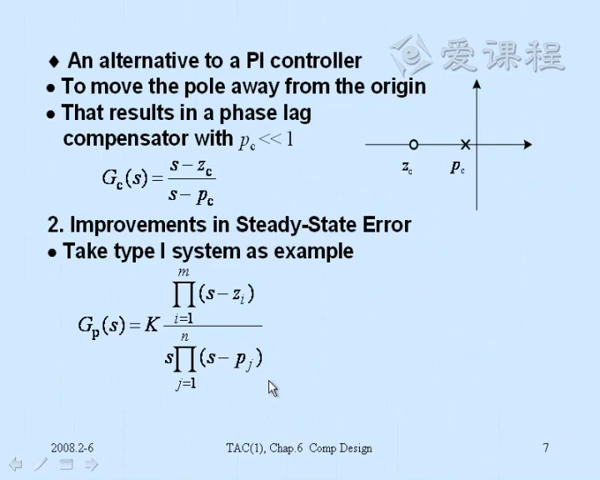 爱课程
♦ An alternative to a PI controller
• To move the pole away from the origin
• That results in a phase lag
compensator with p_c << 1
G_c(s) = (s − z_c) / (s − p_c)
z_c p_c
2. Improvements in Steady-State Error
• Take type I system as example
G_p(s) = K ∏_{i=1}^{m} (s − z_i) / s ∏_{j=1}^{n} (s − p_j)
2008.2-6 TAC(1), Chap.6 Comp Design 7